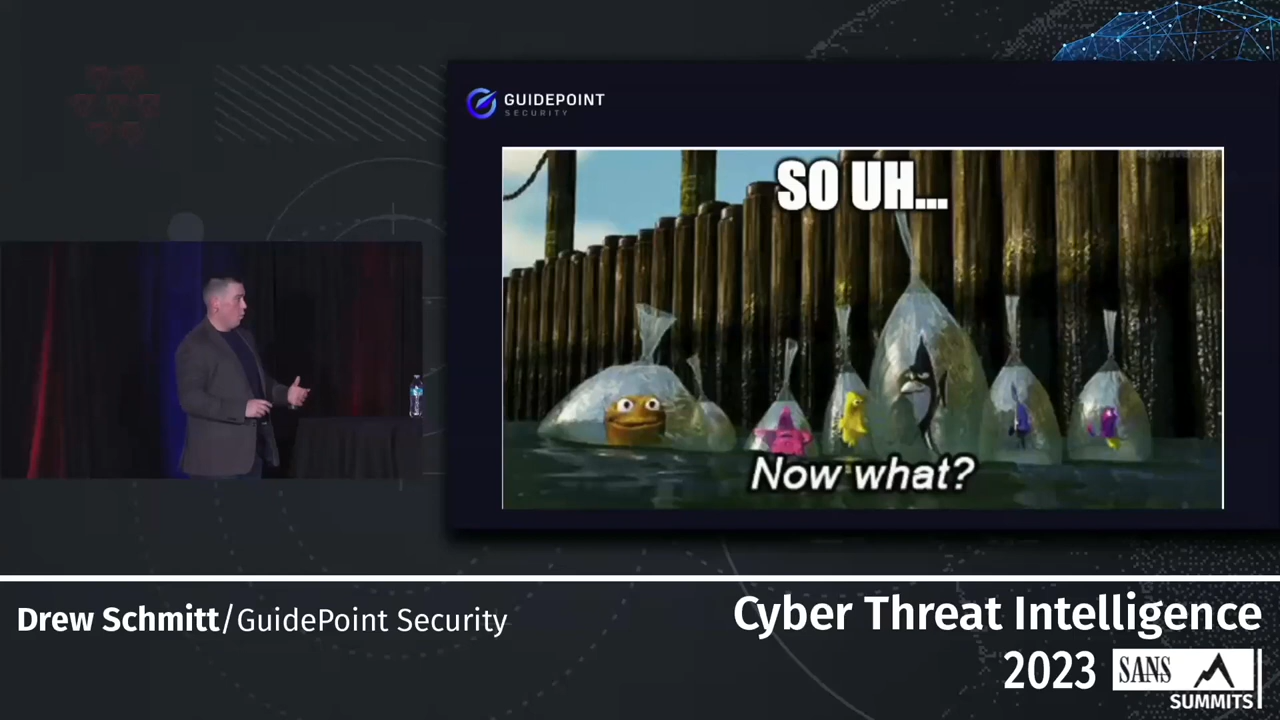 GUIDEPOINT
SECURITY
SO UH...
Now what?
Drew Schmitt/GuidePoint Security
Cyber Threat Intelligence
2023
SANS
SUMMITS